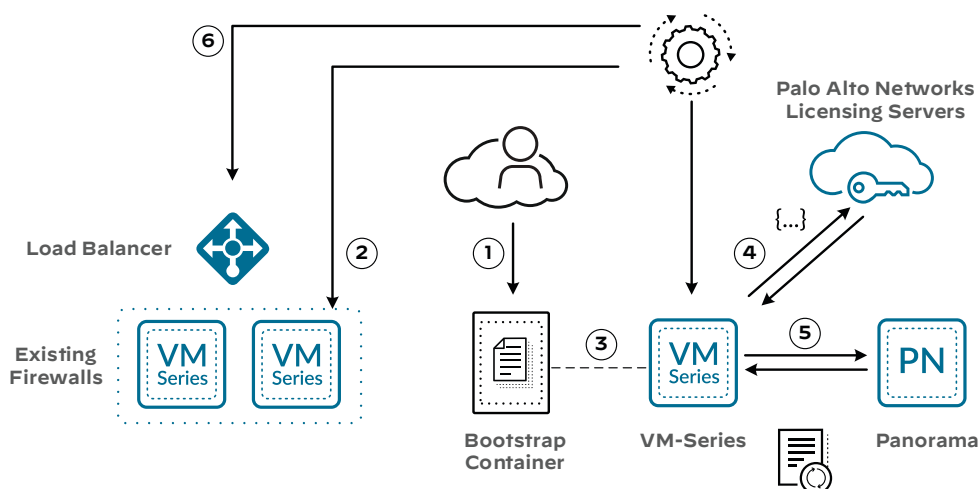 6
Palo Alto Networks
Licensing Servers
{...}
Load Balancer
2
1
4
Existing
Firewalls
VM
Series
VM
Series
3
VM
Series
5
PN
Bootstrap
Container
VM-Series
Panorama